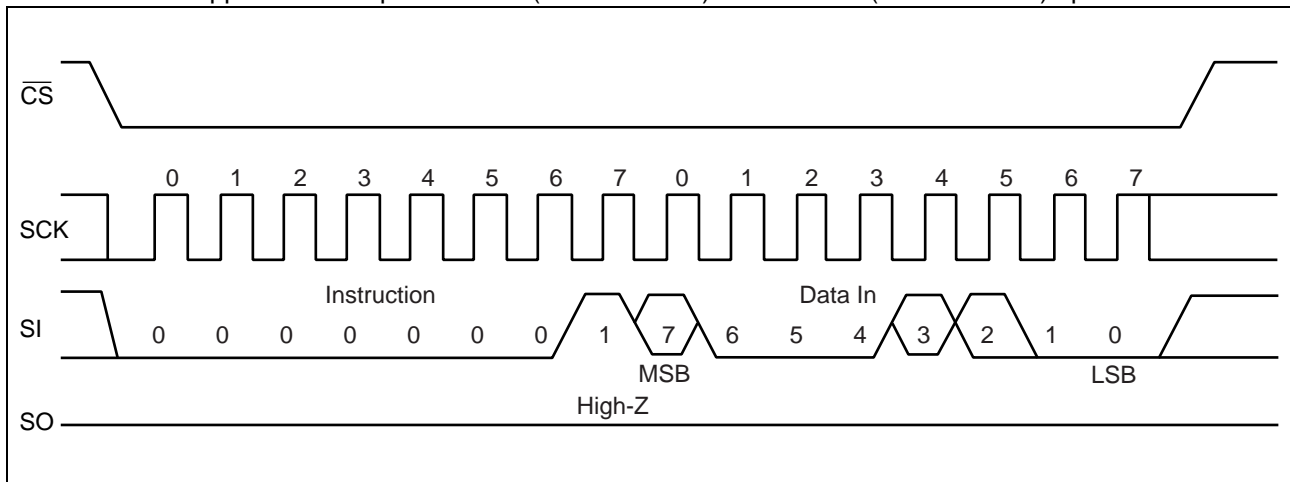 CS
0 1 2 3 4 5 6 7 0 1 2 3 4 5 6 7
SCK
Instruction Data In
SI 0 0 0 0 0 0 0 1 7 6 5 4 3 2 1 0
MSB LSB
High-Z
SO